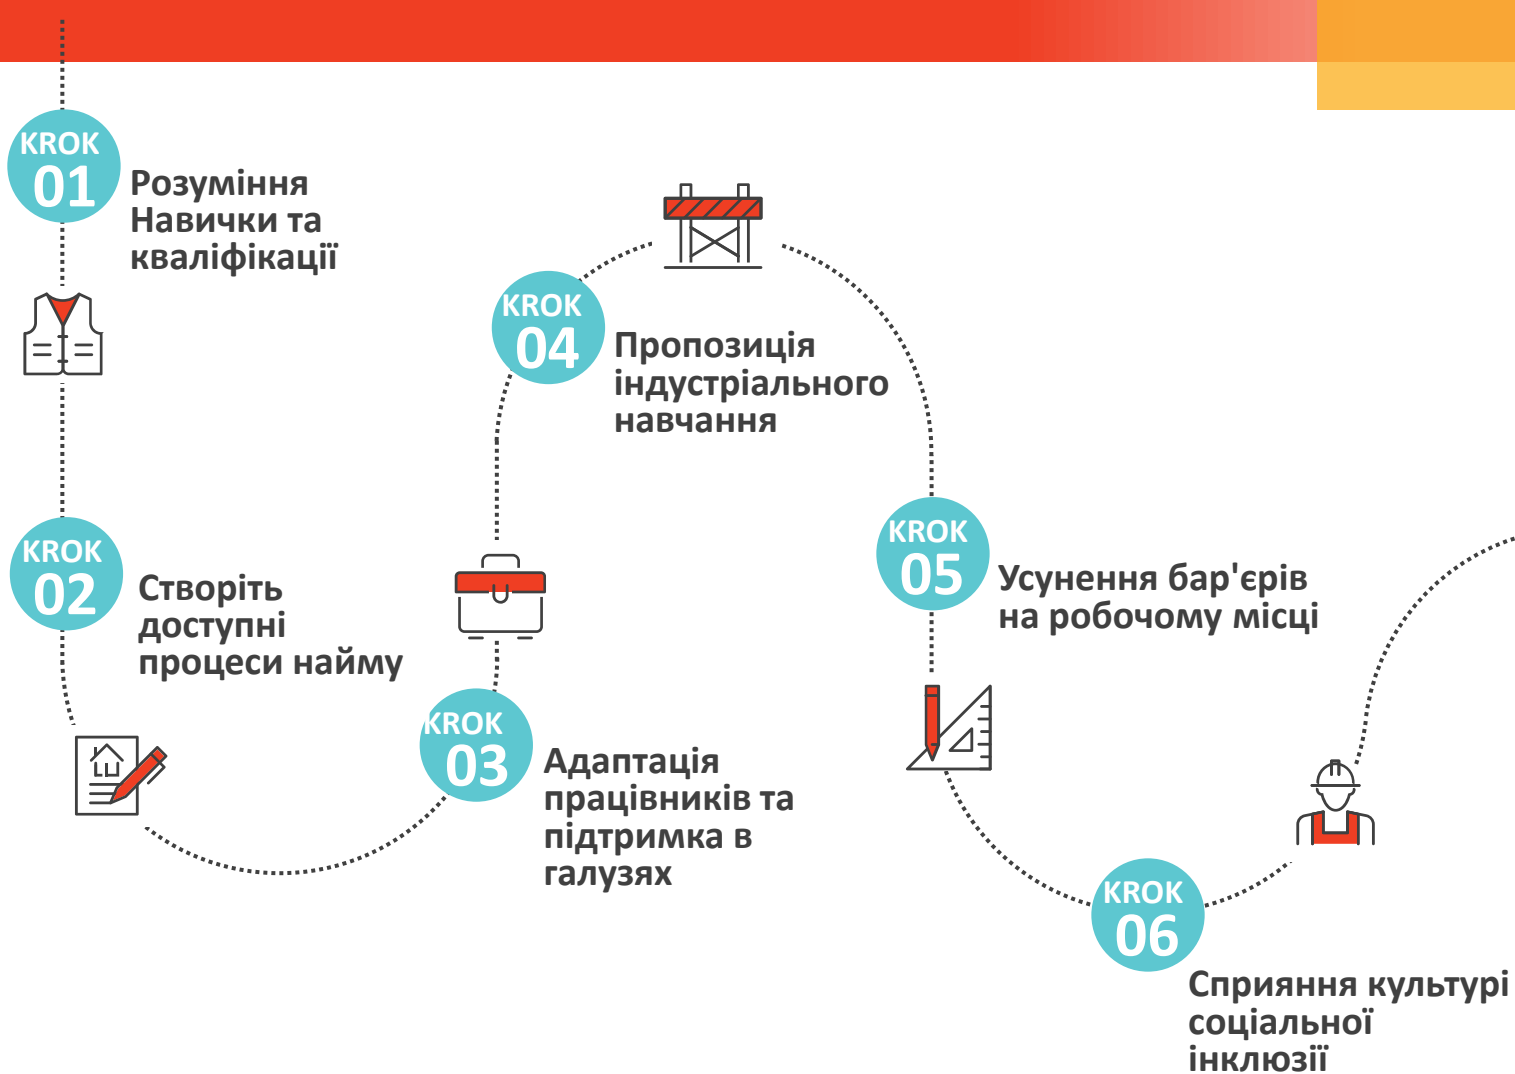 KROK
01
Розуміння
Навички та
кваліфікації
KROK
02
Створіть
доступні
процеси найму
KROK
03
Адаптація
працівників та
підтримка в
галузях
KROK
04
Пропозиція
індустріального
навчання
KROK
05
Усунення бар'єрів
на робочому місці
KROK
06
Сприяння культурі
соціальної
інклюзії